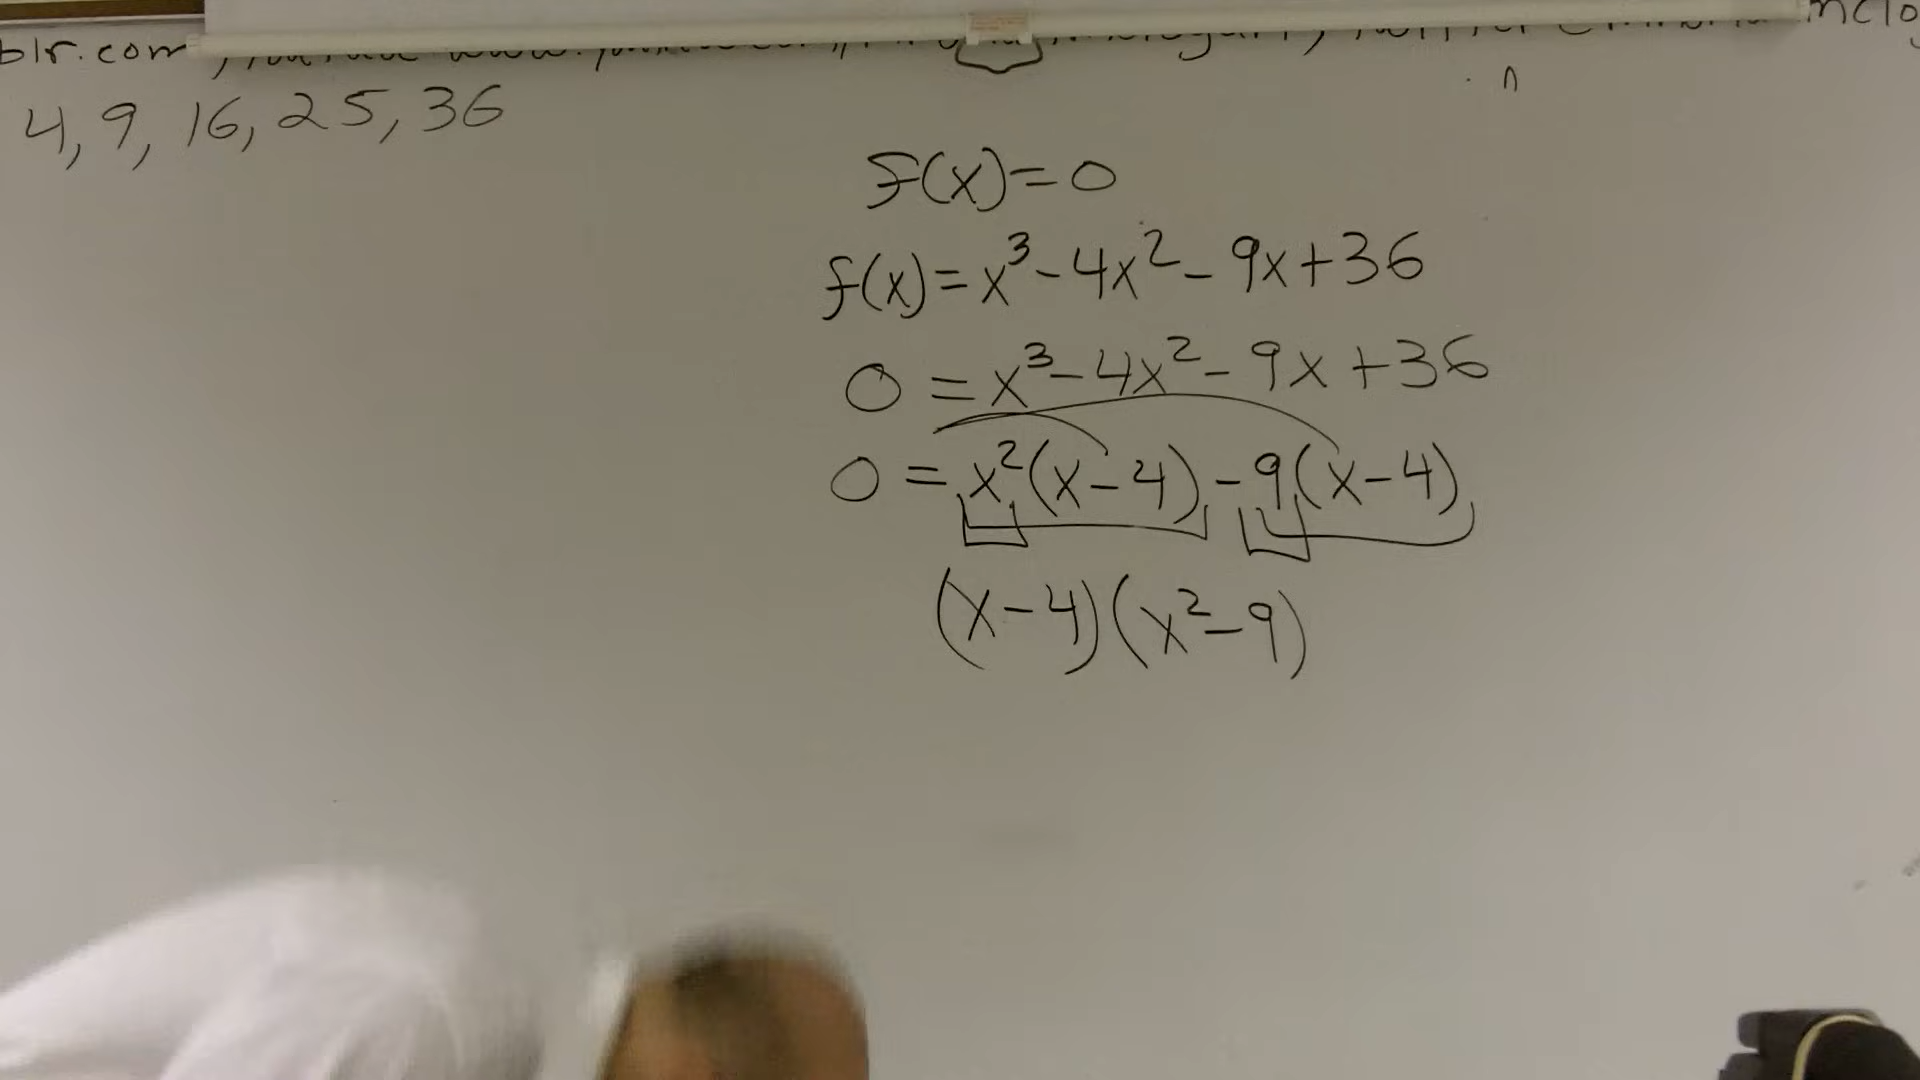 blr.com
4, 9, 16, 25, 36
f(x)=0
f(x)=x³-4x²-9x+36
0=x³-4x²-9x+36
0=x²(x-4)-9(x-4)
(x-4)(x²-9)